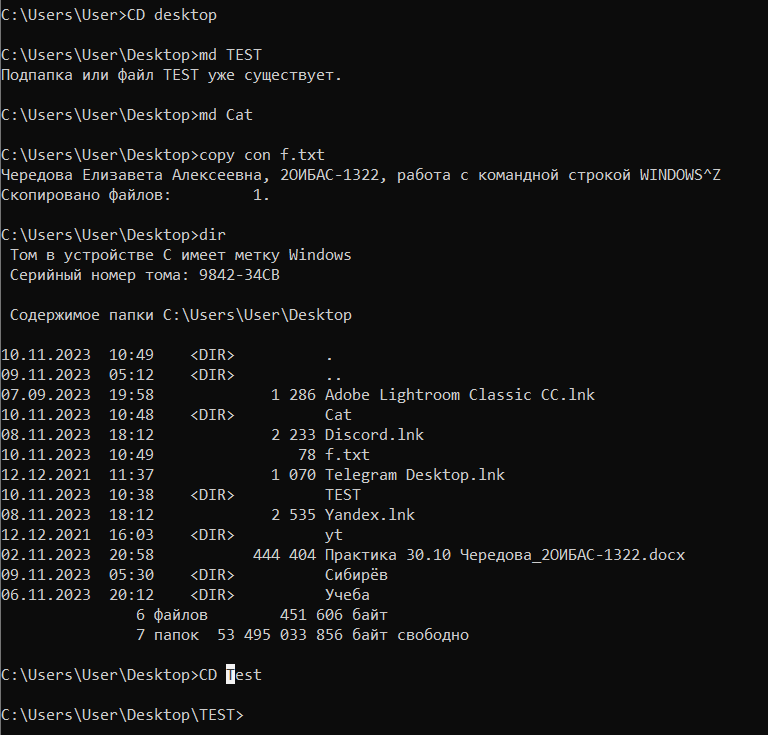 C:\Users\User>CD desktop
C:\Users\User\Desktop>md TEST
Подпапка или файл TEST уже существует.
C:\Users\User\Desktop>md Cat
C:\Users\User\Desktop>copy con f.txt
Чередова Елизавета Алексеевна, 2ОИБАС-1322, работа с командной строкой WINDOWS^Z
Скопировано файлов:         1.
C:\Users\User\Desktop>dir
 Том в устройстве C имеет метку Windows
 Серийный номер тома: 9842-34CB
 Содержимое папки C:\Users\User\Desktop
10.11.2023  10:49    <DIR>          .
09.11.2023  05:12    <DIR>          ..
07.09.2023  19:58             1 286 Adobe Lightroom Classic CC.lnk
10.11.2023  10:48    <DIR>          Cat
08.11.2023  18:12             2 233 Discord.lnk
10.11.2023  10:49                78 f.txt
12.12.2021  11:37             1 070 Telegram Desktop.lnk
10.11.2023  10:38    <DIR>          TEST
08.11.2023  18:12             2 535 Yandex.lnk
12.12.2021  16:03    <DIR>          yt
02.11.2023  20:58           444 404 Практика 30.10 Чередова_2ОИБАС-1322.docx
09.11.2023  05:30    <DIR>          Сибирёв
06.11.2023  20:12    <DIR>          Учеба
               6 файлов        451 606 байт
               7 папок  53 495 033 856 байт свободно
C:\Users\User\Desktop>CD Test
C:\Users\User\Desktop\TEST>